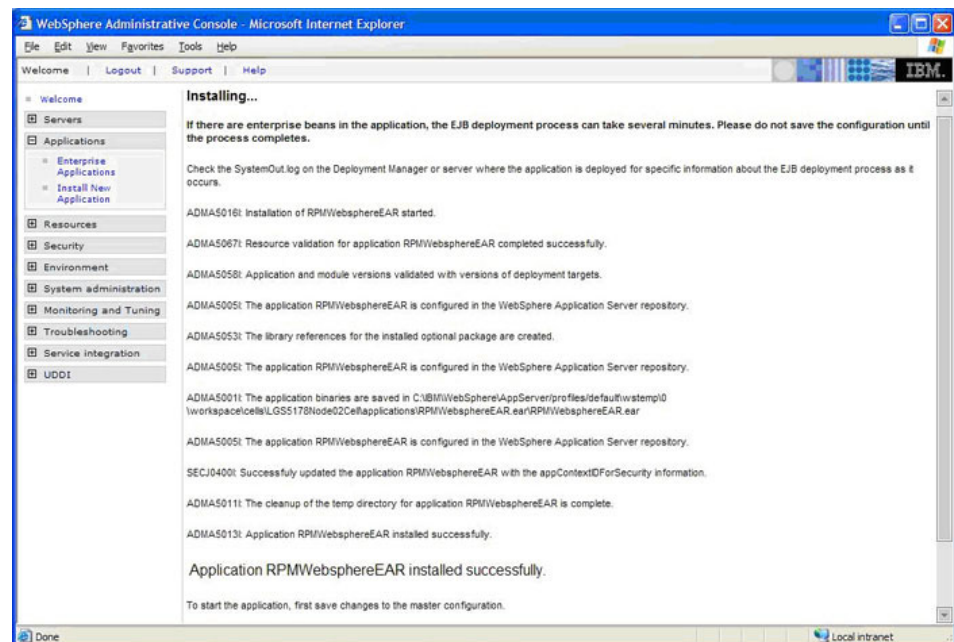 WebSphere Administrative Console - Microsoft Internet Explorer
File Edit View Favorites Tools Help
Welcome | Logout | Support | Help
IBM.
Welcome
Servers
Applications
Enterprise
Applications
Install New
Application
Resources
Security
Environment
System administration
Monitoring and Tuning
Troubleshooting
Service integration
UDDI
Installing...
If there are enterprise beans in the application, the EJB deployment process can take several minutes. Please do not save the configuration until
the process completes.
Check the SystemOut.log on the Deployment Manager or server where the application is deployed for specific information about the EJB deployment process as it
occurs.
ADMA5016I: Installation of RPMWebsphereEAR started.
ADMA5067I: Resource validation for application RPMWebsphereEAR completed successfully.
ADMA5058I: Application and module versions validated with versions of deployment targets.
ADMA5005I: The application RPMWebsphereEAR is configured in the WebSphere Application Server repository.
ADMA5053I: The library references for the installed optional package are created.
ADMA5005I: The application RPMWebsphereEAR is configured in the WebSphere Application Server repository.
ADMA5001I: The application binaries are saved in C:\IBM\WebSphere\AppServer/profiles/default\wstemp\0
\workspace\cells\LGS5178Node02Cell\applications\RPMWebsphereEAR.ear\RPMWebsphereEAR.ear
ADMA5005I: The application RPMWebsphereEAR is configured in the WebSphere Application Server repository.
SECJ0400I: Successfuly updated the application RPMWebsphereEAR with the appContextIDForSecurity information.
ADMA5011I: The cleanup of the temp directory for application RPMWebsphereEAR is complete.
ADMA5013I: Application RPMWebsphereEAR installed successfully.
Application RPMWebsphereEAR installed successfully.
To start the application, first save changes to the master configuration.
Done
Local intranet